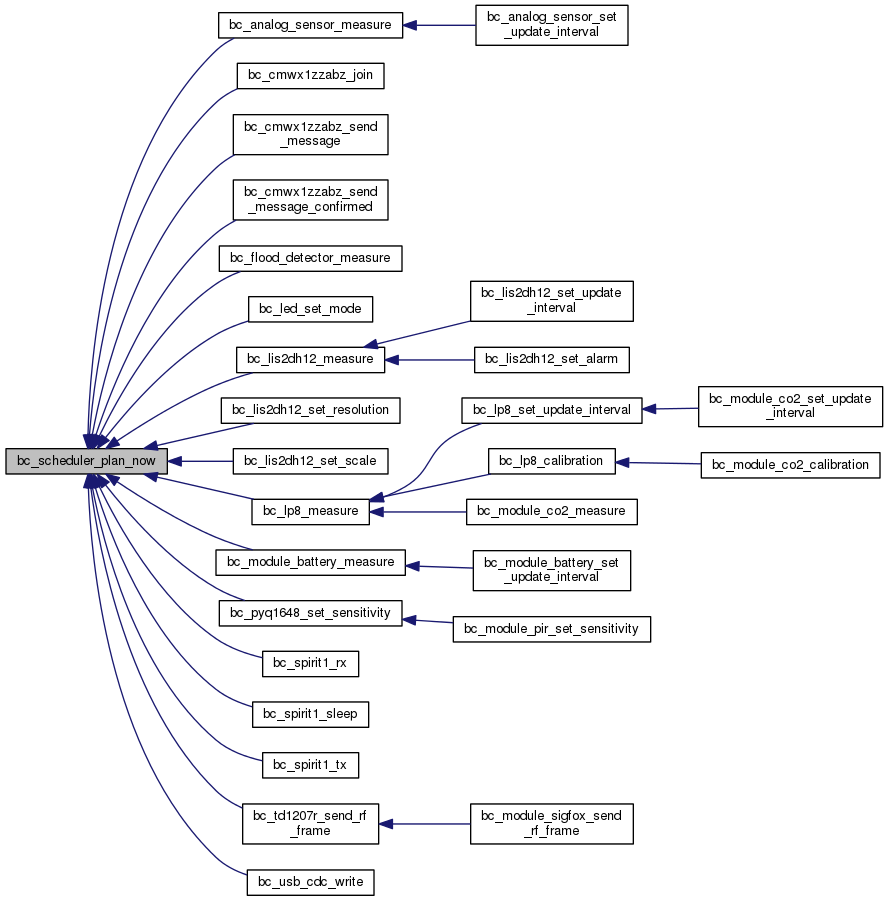 bc_analog_sensor_measure
bc_analog_sensor_set
_update_interval
bc_cmwx1zzabz_join
bc_cmwx1zzabz_send
_message
bc_cmwx1zzabz_send
_message_confirmed
bc_flood_detector_measure
bc_led_set_mode
bc_lis2dh12_set_update
_interval
bc_lis2dh12_measure
bc_lis2dh12_set_alarm
bc_lis2dh12_set_resolution
bc_lp8_set_update_interval
bc_module_co2_set_update
_interval
bc_scheduler_plan_now
bc_lis2dh12_set_scale
bc_lp8_calibration
bc_module_co2_calibration
bc_lp8_measure
bc_module_co2_measure
bc_module_battery_measure
bc_module_battery_set
_update_interval
bc_pyq1648_set_sensitivity
bc_module_pir_set_sensitivity
bc_spirit1_rx
bc_spirit1_sleep
bc_spirit1_tx
bc_td1207r_send_rf
_frame
bc_module_sigfox_send
_rf_frame
bc_usb_cdc_write